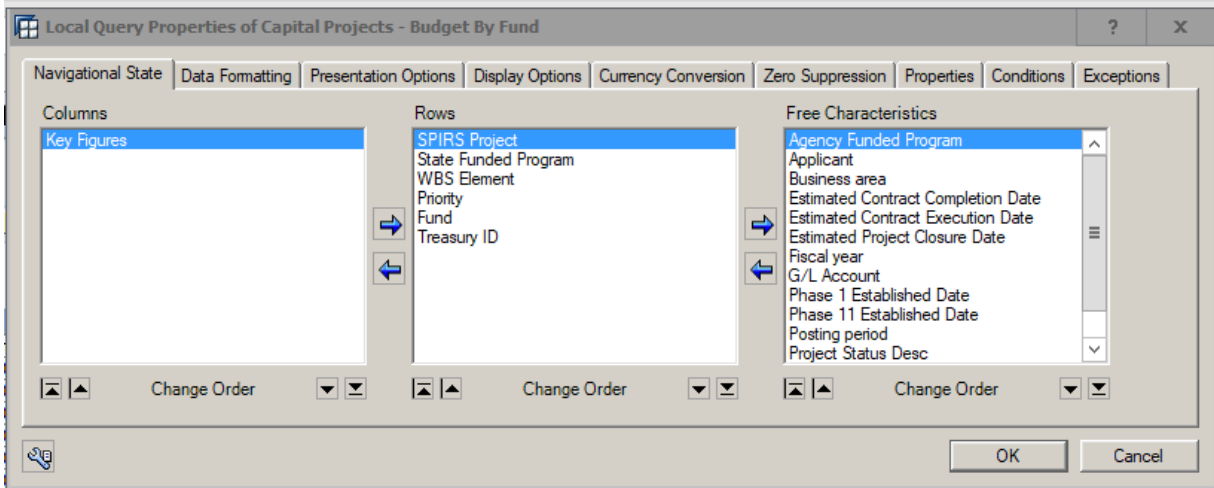 Local Query Properties of Capital Projects - Budget By Fund
? X
Navigational State Data Formatting Presentation Options Display Options Currency Conversion Zero Suppression Properties Conditions Exceptions
Columns
Key Figures
Change Order
Rows
SPIRS Project
State Funded Program
WBS Element
Priority
Fund
Treasury ID
Change Order
Free Characteristics
Agency Funded Program
Applicant
Business area
Estimated Contract Completion Date
Estimated Contract Execution Date
Estimated Project Closure Date
Fiscal year
G/L Account
Phase 1 Established Date
Phase 11 Established Date
Posting period
Project Status Desc
Change Order
OK Cancel